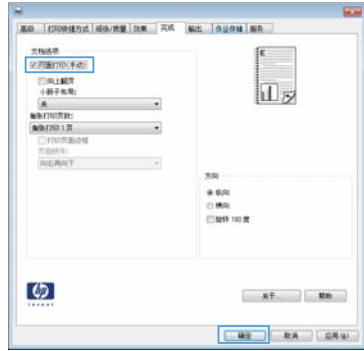 高级 打印快捷方式 纸张/质量 效果 完成 输出 作业存储 服务
文档选项
双面打印(手动)
向上翻页
小册子布局:
关
每张打印页数:
每张打印 1 页
打印页面边框
页面顺序:
向右再向下
方向
纵向
横向
旋转 180 度
hp
invent
关于...
帮助
确定 取消 应用(A)